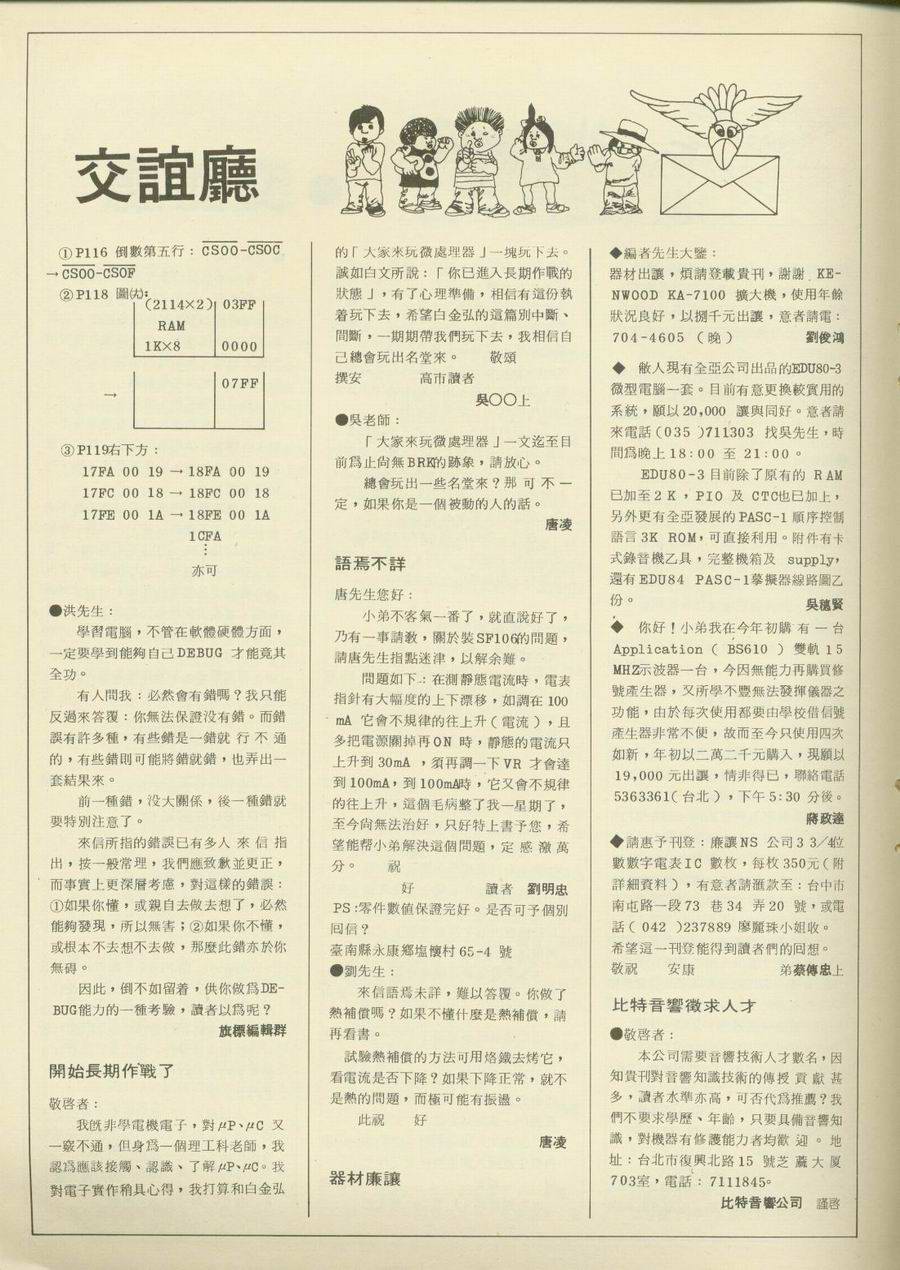 交誼廳
①P116 倒數第五行：CS00-CS0C
→CS00-CS0F
②P118 圖㈨：
(2114×2) 03FF
RAM
1K×8 0000
→ 07FF
③P119右下方：
17FA 00 19 → 18FA 00 19
17FC 00 18 → 18FC 00 18
17FE 00 1A → 18FE 00 1A
1CFA
⋮
亦可
●洪先生：
學習電腦，不管在軟體硬體方面，
一定要學到能夠自己DEBUG 才能竟其
全功。
有人問我：必然會有錯嗎？我只能
反過來答覆：你無法保證没有錯。而錯
誤有許多種，有些錯是一錯就行不通
的，有些錯則可能將錯就錯，也弄出一
套結果來。
前一種錯，没大關係，後一種錯就
要特別注意了。
來信所指的錯誤已有多人來信指
出，按一般常理，我們應致歉並更正，
而事實上更深層考慮，對這樣的錯誤：
①如果你懂，或親自去做去想了，必然
能夠發現，所以無害；②如果你不懂，
或根本不去想不去做，那麼此錯亦於你
無碍。
因此，倒不如留着，供你做爲DE-
BUG能力的一種考驗，讀者以爲呢？
旗標編輯群
開始長期作戰了
敬啓者：
我旣非學電機電子，對μP、μC 又
一竅不通，但身爲一個理工科老師，我
認爲應該接觸、認識、了解μP、μC。我
對電子實作稍具心得，我打算和白金弘
的「大家來玩微處理器」一塊玩下去。
誠如白文所說：「你已進入長期作戰的
狀態」，有了心理準備，相信有這份執
着玩下去，希望白金弘的這篇別中斷、
間斷，一期期帶我們玩下去，我相信自
己總會玩出名堂來。 敬頌
撰安 高市讀者
吳○○上
●吳老師：
「大家來玩微處理器」一文迄至目
前爲止尙無BRK的跡象，請放心。
總會玩出一些名堂來？那可不一
定，如果你是一個被動的人的話。
唐凌
語焉不詳
唐先生您好：
小弟不客氣一番了，就直說好了，
乃有一事請教，關於裝SF106的問題，
請唐先生指點迷津，以解余難。
問題如下：在測靜態電流時，電表
指針有大幅度的上下漂移，如調在100
mA 它會不規律的往上升（電流），且
多把電源關掉再ON 時，靜態的電流只
上升到30mA ，須再調一下VR 才會達
到100mA，到100mA時，它又會不規律
的往上升，這個毛病整了我一星期了，
至今尙無法治好，只好特上書予您，希
望能幫小弟解決這個問題，定感激萬
分。 祝
好 讀者 劉明忠
PS：零件數值保證完好。是否可予個別
回信？
臺南縣永康鄉塩懷村65-4 號
●劉先生：
來信語焉未詳，難以答覆。你做了
熱補償嗎？如果不懂什麼是熱補償，請
再看書。
試驗熱補償的方法可用烙鐵去烤它，
看電流是否下降？如果下降正常，就不
是熱的問題，而極可能有振盪。
此祝 好
唐凌
器材廉讓
◆編者先生大鑒：
器材出讓，煩請登載貴刊，謝謝 KE-
NWOOD KA-7100 擴大機，使用年餘
狀況良好，以捌千元出讓，意者請電：
704-4605 （晚） 劉俊鴻
◆ 敝人現有全亞公司出品的EDU80-3
微型電腦一套。目前有意更換較實用的
系統，願以20,000 讓與同好。意者請
來電話（035 ）711303 找吳先生，時
間爲晚上18：00 至 21：00。
EDU80-3目前除了原有的 RAM
已加至2K ，PIO 及 CTC也已加上，
另外更有全亞發展的PASC-1順序控制
語言3K ROM，可直接利用。附件有卡
式錄音機乙具，完整機箱及 supply，
還有EDU84 PASC-1摹擬器線路圖乙
份。 吳穗賢
◆ 你好！小弟我在今年初購有一台
Application（ BS610 ）雙軌15
MHZ示波器一台，今因無能力再購買修
號產生器，又所學不豐無法發揮儀器之
功能，由於每次使用都要由學校借信號
產生器非常不便，故而至今只使用四次
如新，年初以二萬二千元購入，現願以
19,000 元出讓，情非得已，聯絡電話
5363361（台北），下午5:30 分後。
蔣政達
◆請惠予刊登：廉讓NS 公司3 3/4位
數數字電表IC 數枚，每枚350元（附
詳細資料），有意者請滙款至：台中市
南屯路一段73 巷34 弄20 號，或電
話（ 042 ）237889 廖麗珠小姐收。
希望這一刊登能得到讀者們的回想。
敬祝 安康 弟蔡傳忠上
比特音響徵求人才
●敬啓者：
本公司需要音響技術人才數名，因
知貴刊對音響知識技術的傳授貢獻甚
多，讀者水準亦高，可否代爲推薦？我
們不要求學歷、年齡，只要具備音響知
識，對機器有修護能力者均歡迎。地
址：台北市復興北路15 號芝蘿大厦
703室，電話：7111845。
比特音響公司 謹啓